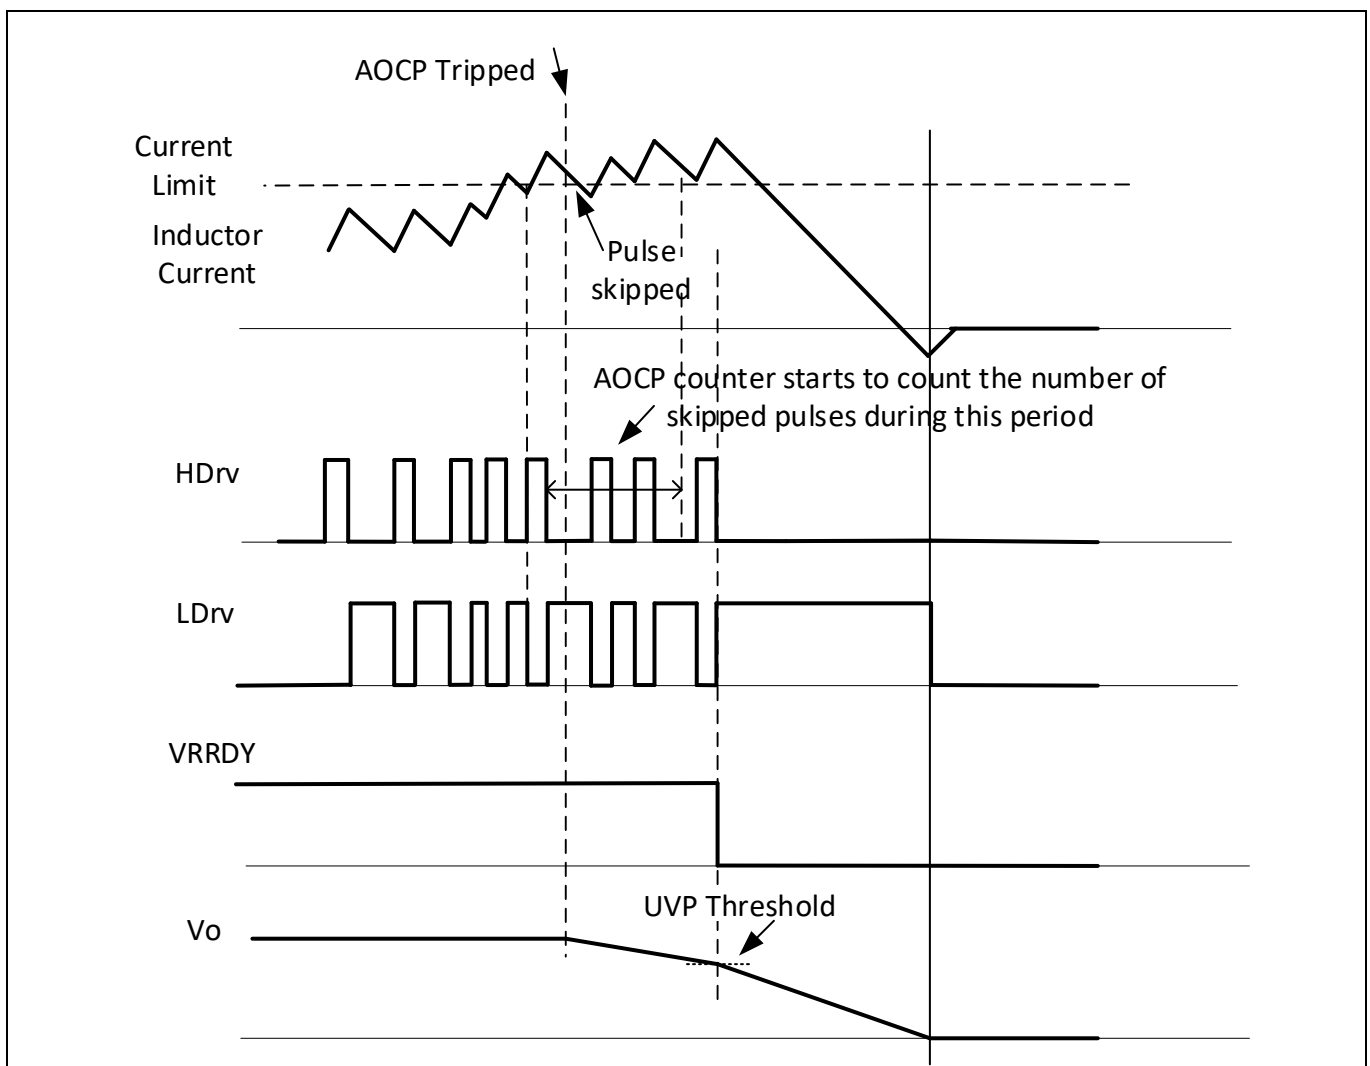 AOCP Tripped
Current
Limit
Inductor
Current
Pulse
skipped
AOCP counter starts to count the number of
skipped pulses during this period
HDrv
LDrv
VRRDY
UVP Threshold
Vo